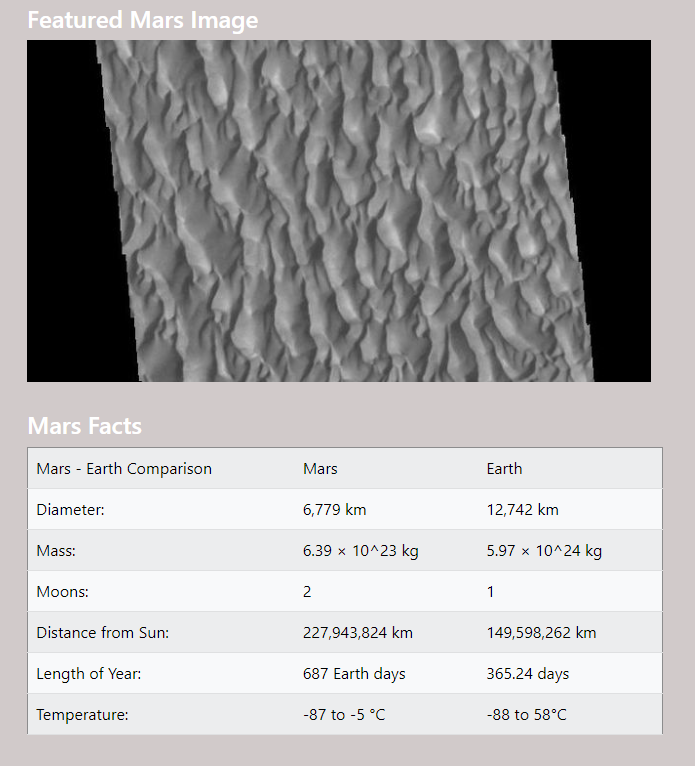 Featured Mars Image
Mars Facts
Mars - Earth Comparison Mars Earth
Diameter: 6,779 km 12,742 km
Mass: 6.39 × 10^23 kg 5.97 × 10^24 kg
Moons: 2 1
Distance from Sun: 227,943,824 km 149,598,262 km
Length of Year: 687 Earth days 365.24 days
Temperature: -87 to -5 °C -88 to 58°C